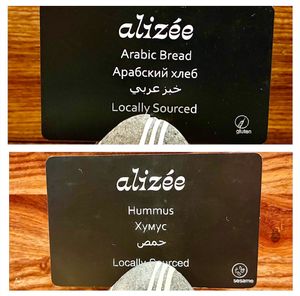 alizée
Arabic Bread
Арабский хлеб
خبز عربي
Locally Sourced
gluten
alizée
Hummus
Хумус
حمص
Locally Sourced
sesame